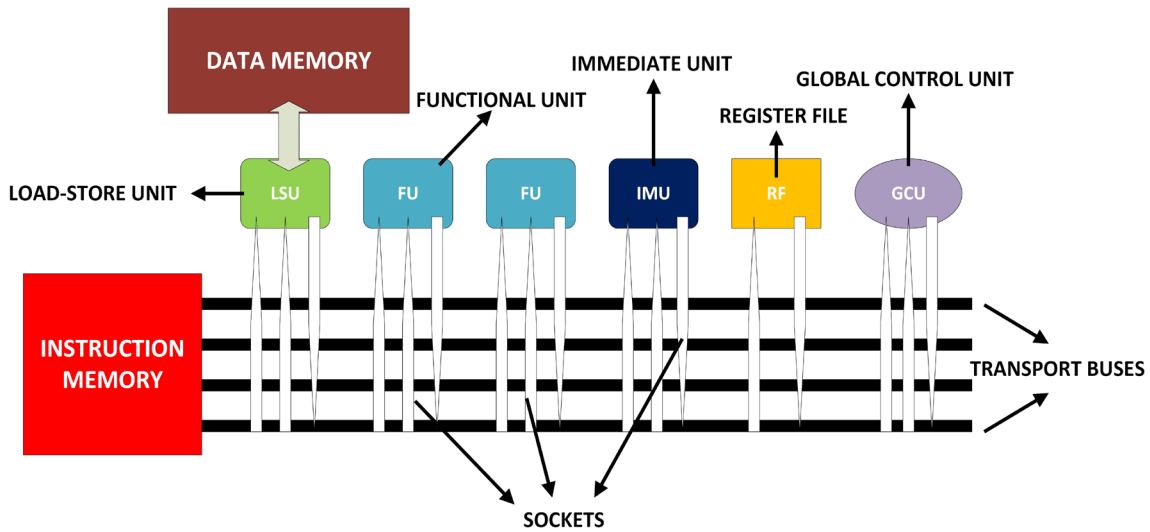 DATA MEMORY
IMMEDIATE UNIT
GLOBAL CONTROL UNIT
FUNCTIONAL UNIT
REGISTER FILE
LOAD-STORE UNIT
LSU
FU
FU
IMU
RF
GCU
INSTRUCTION
MEMORY
TRANSPORT BUSES
SOCKETS